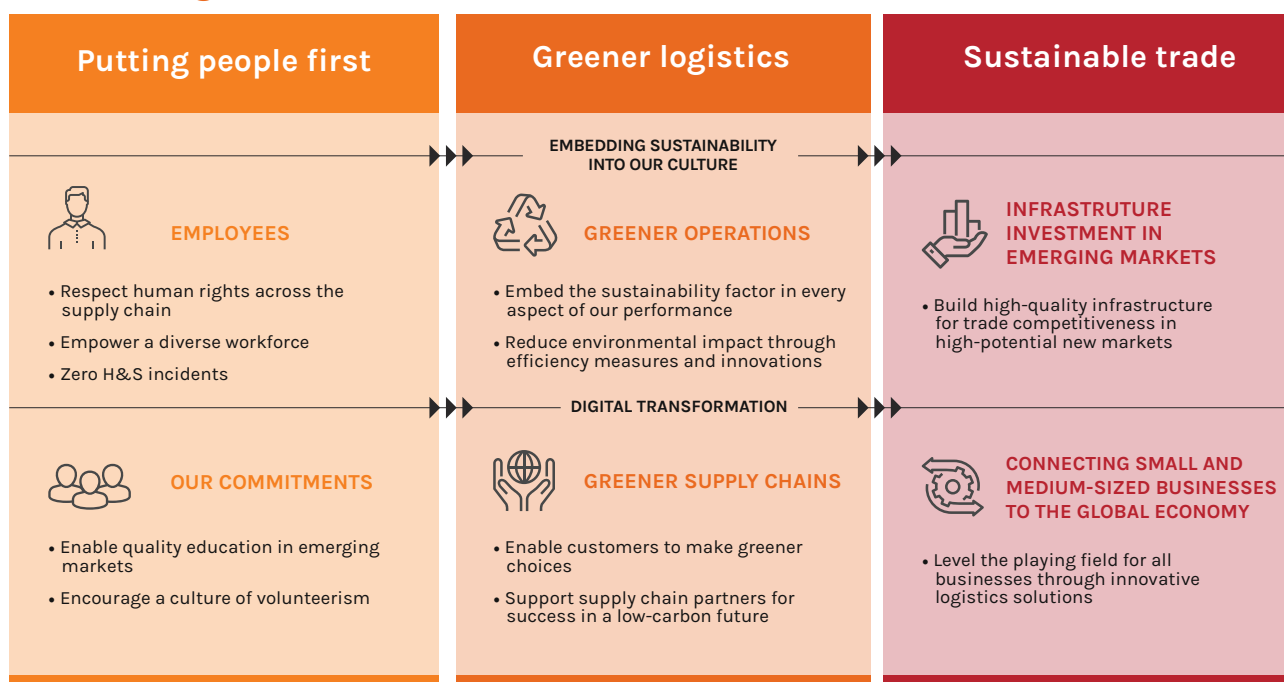 Putting people first
Greener logistics
Sustainable trade
EMBEDDING SUSTAINABILITY
INTO OUR CULTURE
EMPLOYEES
• Respect human rights across the
supply chain
• Empower a diverse workforce
• Zero H&S incidents
GREENER OPERATIONS
• Embed the sustainability factor in every
aspect of our performance
• Reduce environmental impact through
efficiency measures and innovations
INFRASTRUTURE
INVESTMENT IN
EMERGING MARKETS
• Build high-quality infrastructure
for trade competitiveness in
high-potential new markets
DIGITAL TRANSFORMATION
OUR COMMITMENTS
• Enable quality education in emerging
markets
• Encourage a culture of volunteerism
GREENER SUPPLY CHAINS
• Enable customers to make greener
choices
• Support supply chain partners for
success in a low-carbon future
CONNECTING SMALL AND
MEDIUM-SIZED BUSINESSES
TO THE GLOBAL ECONOMY
• Level the playing field for all
businesses through innovative
logistics solutions